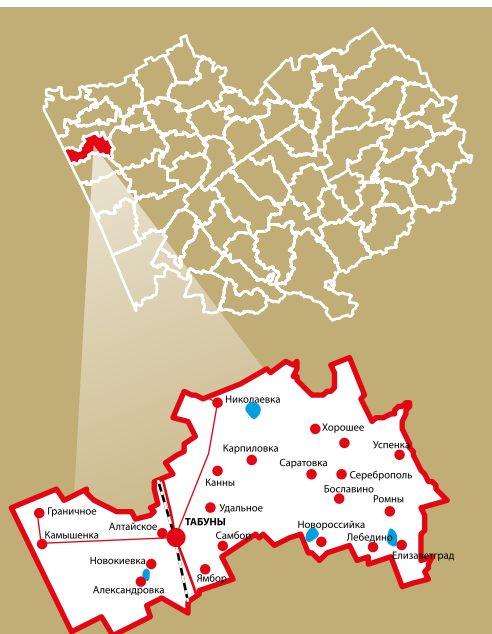 Николаевка
Хорошее
Успенка
Карпиловка
Саратовка
Сереброполь
Канны
Бославино
Ромны
Удальное
Граничное
ТАБУНЫ
Алтайское
Новороссийка
Камышенка
Самбор
Лебедино
Елизаветград
Новокиевка
Ямбор
Александровка